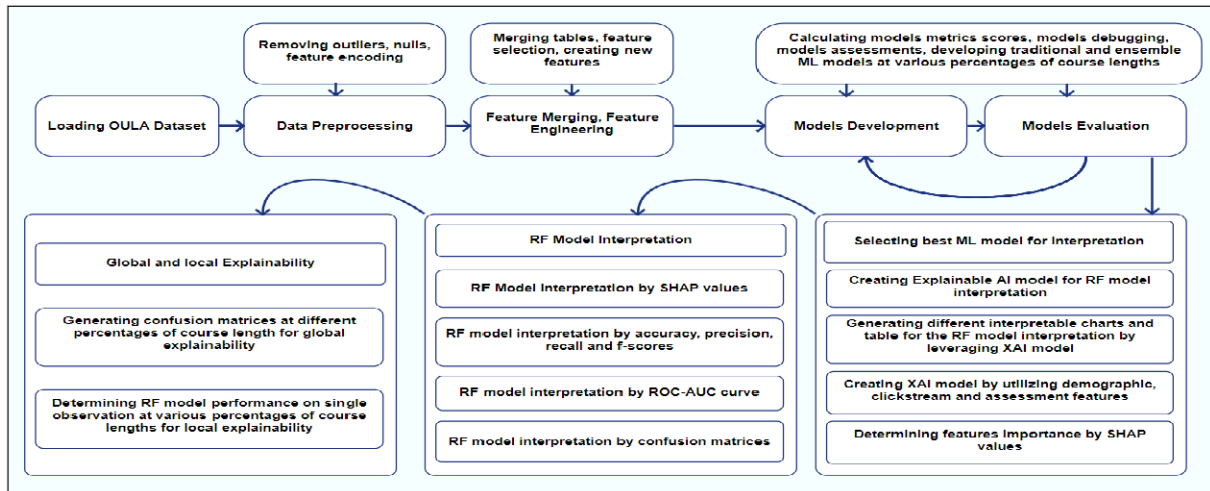 Removing outliers, nulls,
feature encoding
Merging tables, feature
selection, creating new
features
Calculating models metrics scores, models debugging,
models assessments, developing traditional and ensemble
ML models at various percentages of course lengths
Loading OULA Dataset
Data Preprocessing
Feature Merging, Feature
Engineering
Models Development
Models Evaluation
Global and local Explainability
Generating confusion matrices at different
percentages of course length for global
explainability
Determining RF model performance on single
observation at various percentages of course
lengths for local explainability
RF Model Interpretation
RF Model Interpretation by SHAP values
RF model interpretation by accuracy, precision,
recall and f-scores
RF model interpretation by ROC-AUC curve
RF model interpretation by confusion matrices
Selecting best ML model for Interpretation
Creating Explainable AI model for RF model
interpretation
Generating different interpretable charts and
table for the RF model interpretation by
leveraging XAI model
Creating XAI model by utilizing demographic,
clickstream and assessment features
Determining features Importance by SHAP
values